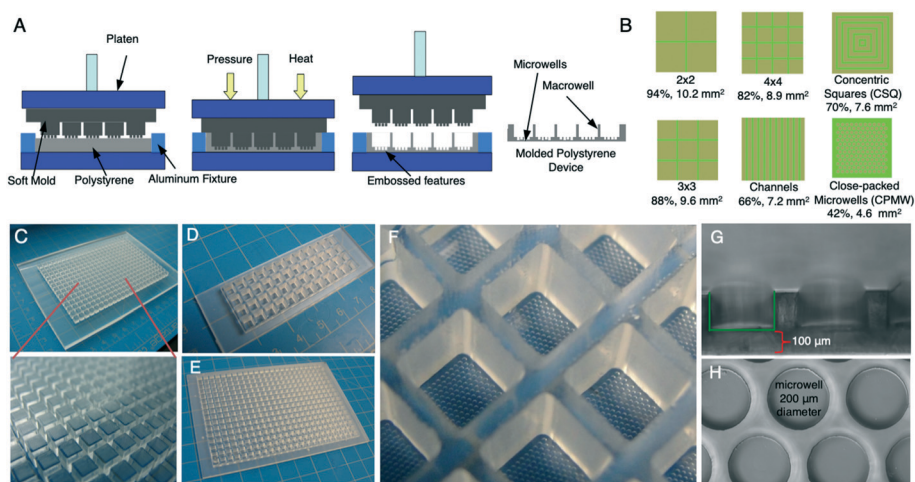 A
Platen
Pressure
Heat
Microwells
Macrowell
Soft Mold
Polystyrene
Aluminum Fixture
Embossed features
Molded Polystyrene
Device
B
2x2
94%, 10.2 mm²
4x4
82%, 8.9 mm²
Concentric
Squares (CSQ)
70%, 7.6 mm²
3x3
88%, 9.6 mm²
Channels
66%, 7.2 mm²
Close-packed
Microwells (CPMW)
42%, 4.6 mm²
C
D
E
F
G
100 µm
H
microwell
200 µm
diameter